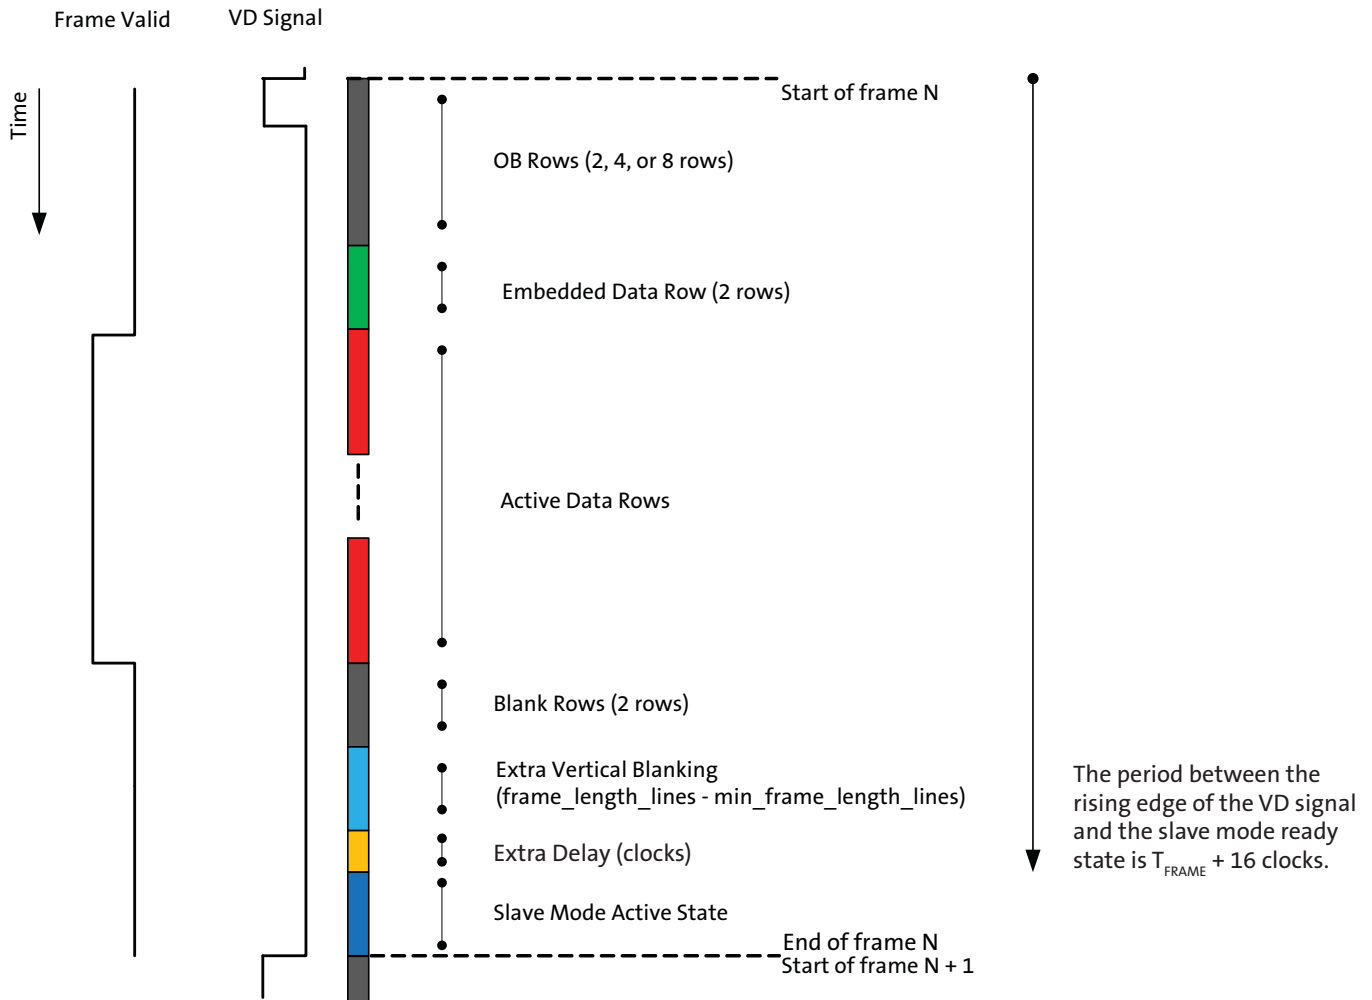 Frame Valid
VD Signal
Time
Start of frame N
OB Rows (2, 4, or 8 rows)
Embedded Data Row (2 rows)
Active Data Rows
Blank Rows (2 rows)
Extra Vertical Blanking
(frame_length_lines - min_frame_length_lines)
Extra Delay (clocks)
Slave Mode Active State
End of frame N
Start of frame N + 1
The period between the
rising edge of the VD signal
and the slave mode ready
state is TFRAME + 16 clocks.